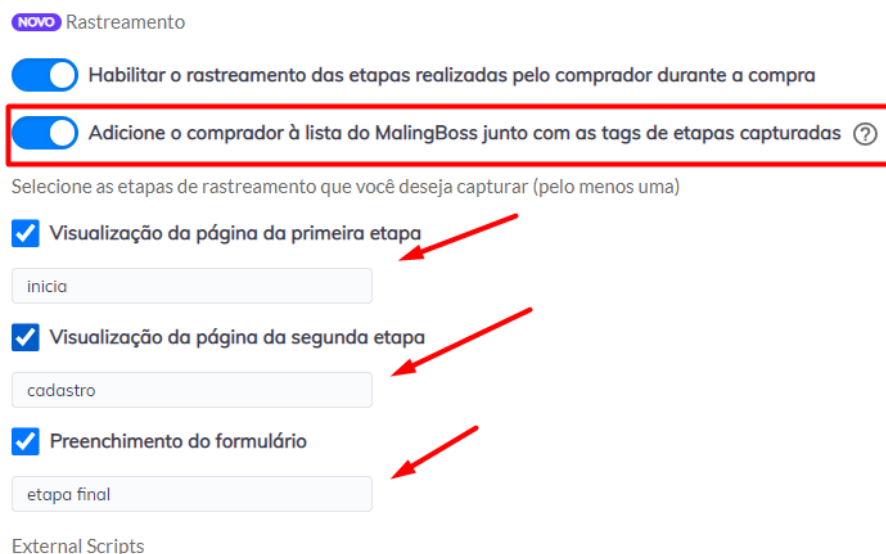 NOVO Rastreamento
Habilitar o rastreamento das etapas realizadas pelo comprador durante a compra
Adicione o comprador à lista do MalingBoss junto com as tags de etapas capturadas ?
Selecione as etapas de rastreamento que você deseja capturar (pelo menos uma)
Visualização da página da primeira etapa
inicia
Visualização da página da segunda etapa
cadastro
Preenchimento do formulário
etapa final
External Scripts